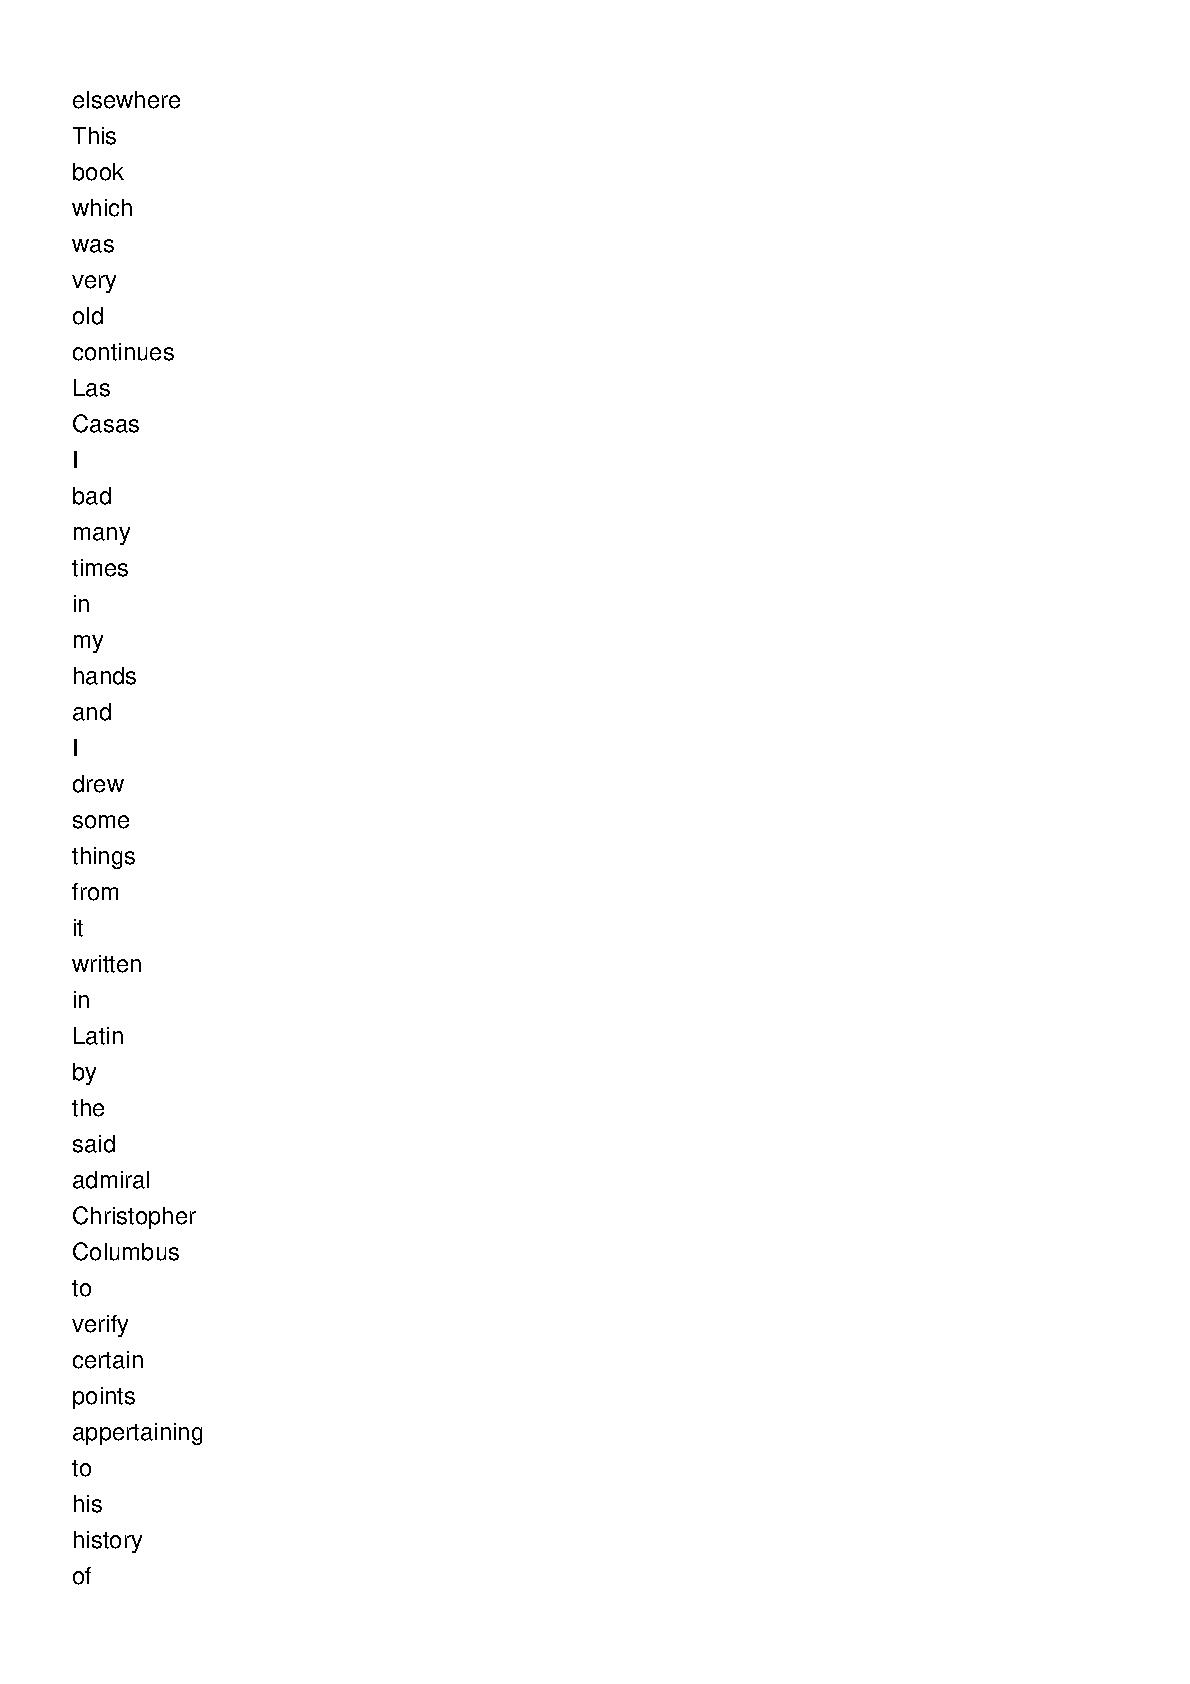 elsewhere
This
book
which
was
very
old
continues
Las
Casas
I
bad
many
times
in
my
hands
and
I
drew
some
things
from
it
written
in
Latin
by
the
said
admiral
Christopher
Columbus
to
verify
certain
points
appertaining
to
his
history
of